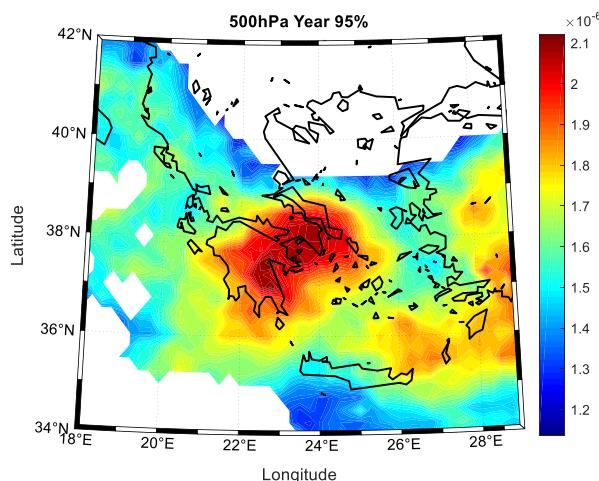 500hPa Year 95%
×10⁻⁶
42°N
40°N
38°N
36°N
34°N
Latitude
18°E
20°E
22°E
24°E
26°E
28°E
Longitude
2.1
2
1.9
1.8
1.7
1.6
1.5
1.4
1.3
1.2